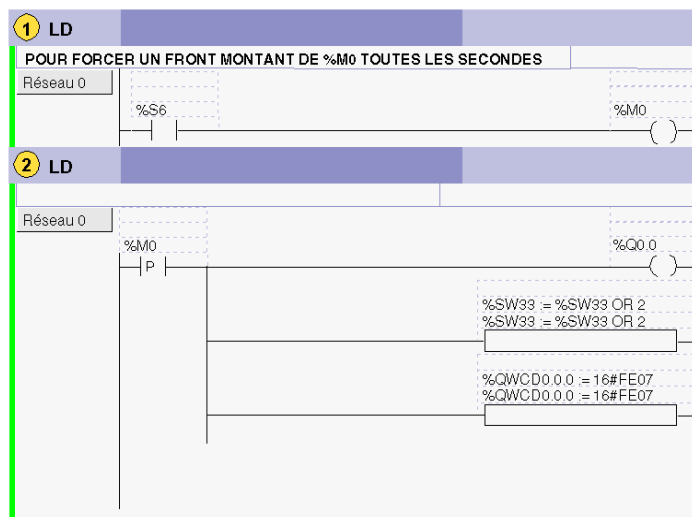 1 LD
POUR FORCER UN FRONT MONTANT DE %M0 TOUTES LES SECONDES
Réseau 0
%S6 %M0
2 LD
Réseau 0
%M0 %Q0.0
P
%SW33 := %SW33 OR 2
%SW33 := %SW33 OR 2
%QWCD0.0.0 := 16#FE07
%QWCD0.0.0 := 16#FE07